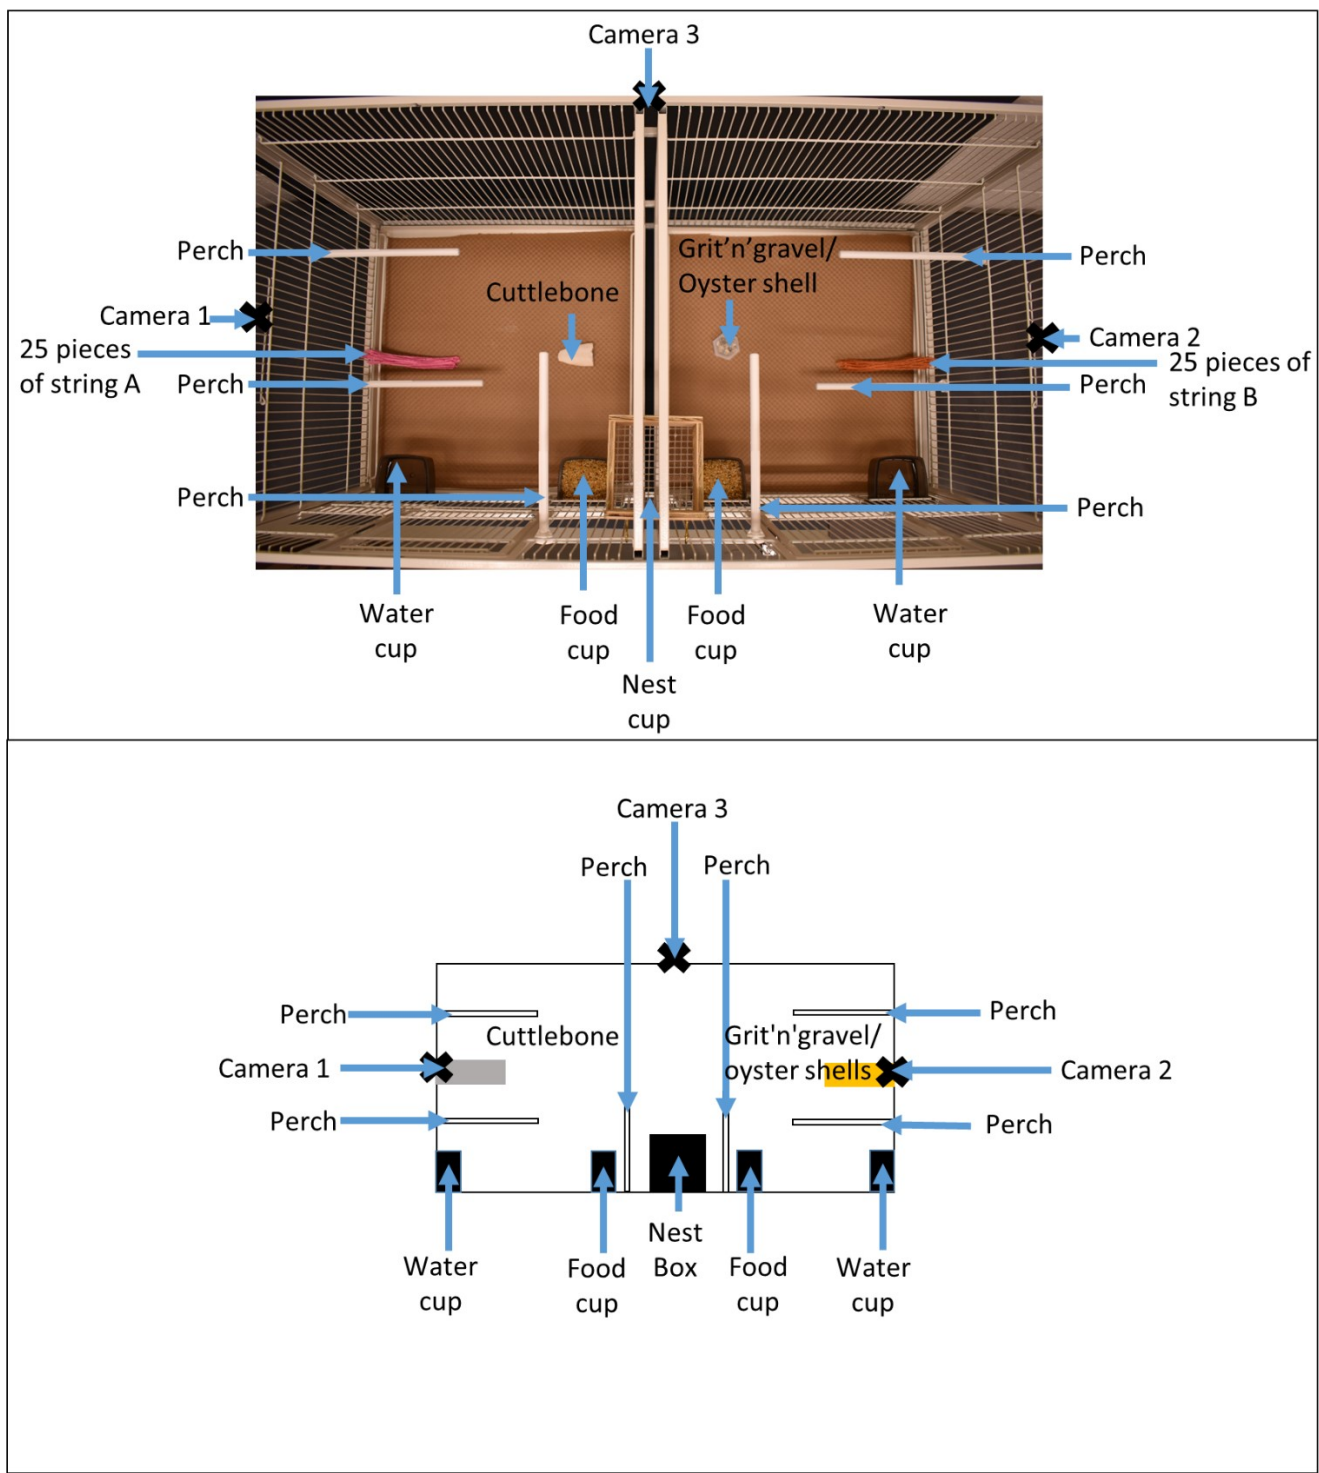 Camera 3
Perch
Grit'n'gravel/
Oyster shell
Perch
Cuttlebone
Camera 1
Camera 2
25 pieces
of string A
Perch
Perch
25 pieces of
string B
Perch
Perch
Water
cup
Food
cup
Food
cup
Water
cup
Nest
cup
Camera 3
Perch
Perch
Perch
Perch
Cuttlebone
Grit'n'gravel/
oyster shells
Camera 1
Camera 2
Perch
Perch
Water
cup
Food
cup
Nest
Box
Food
cup
Water
cup